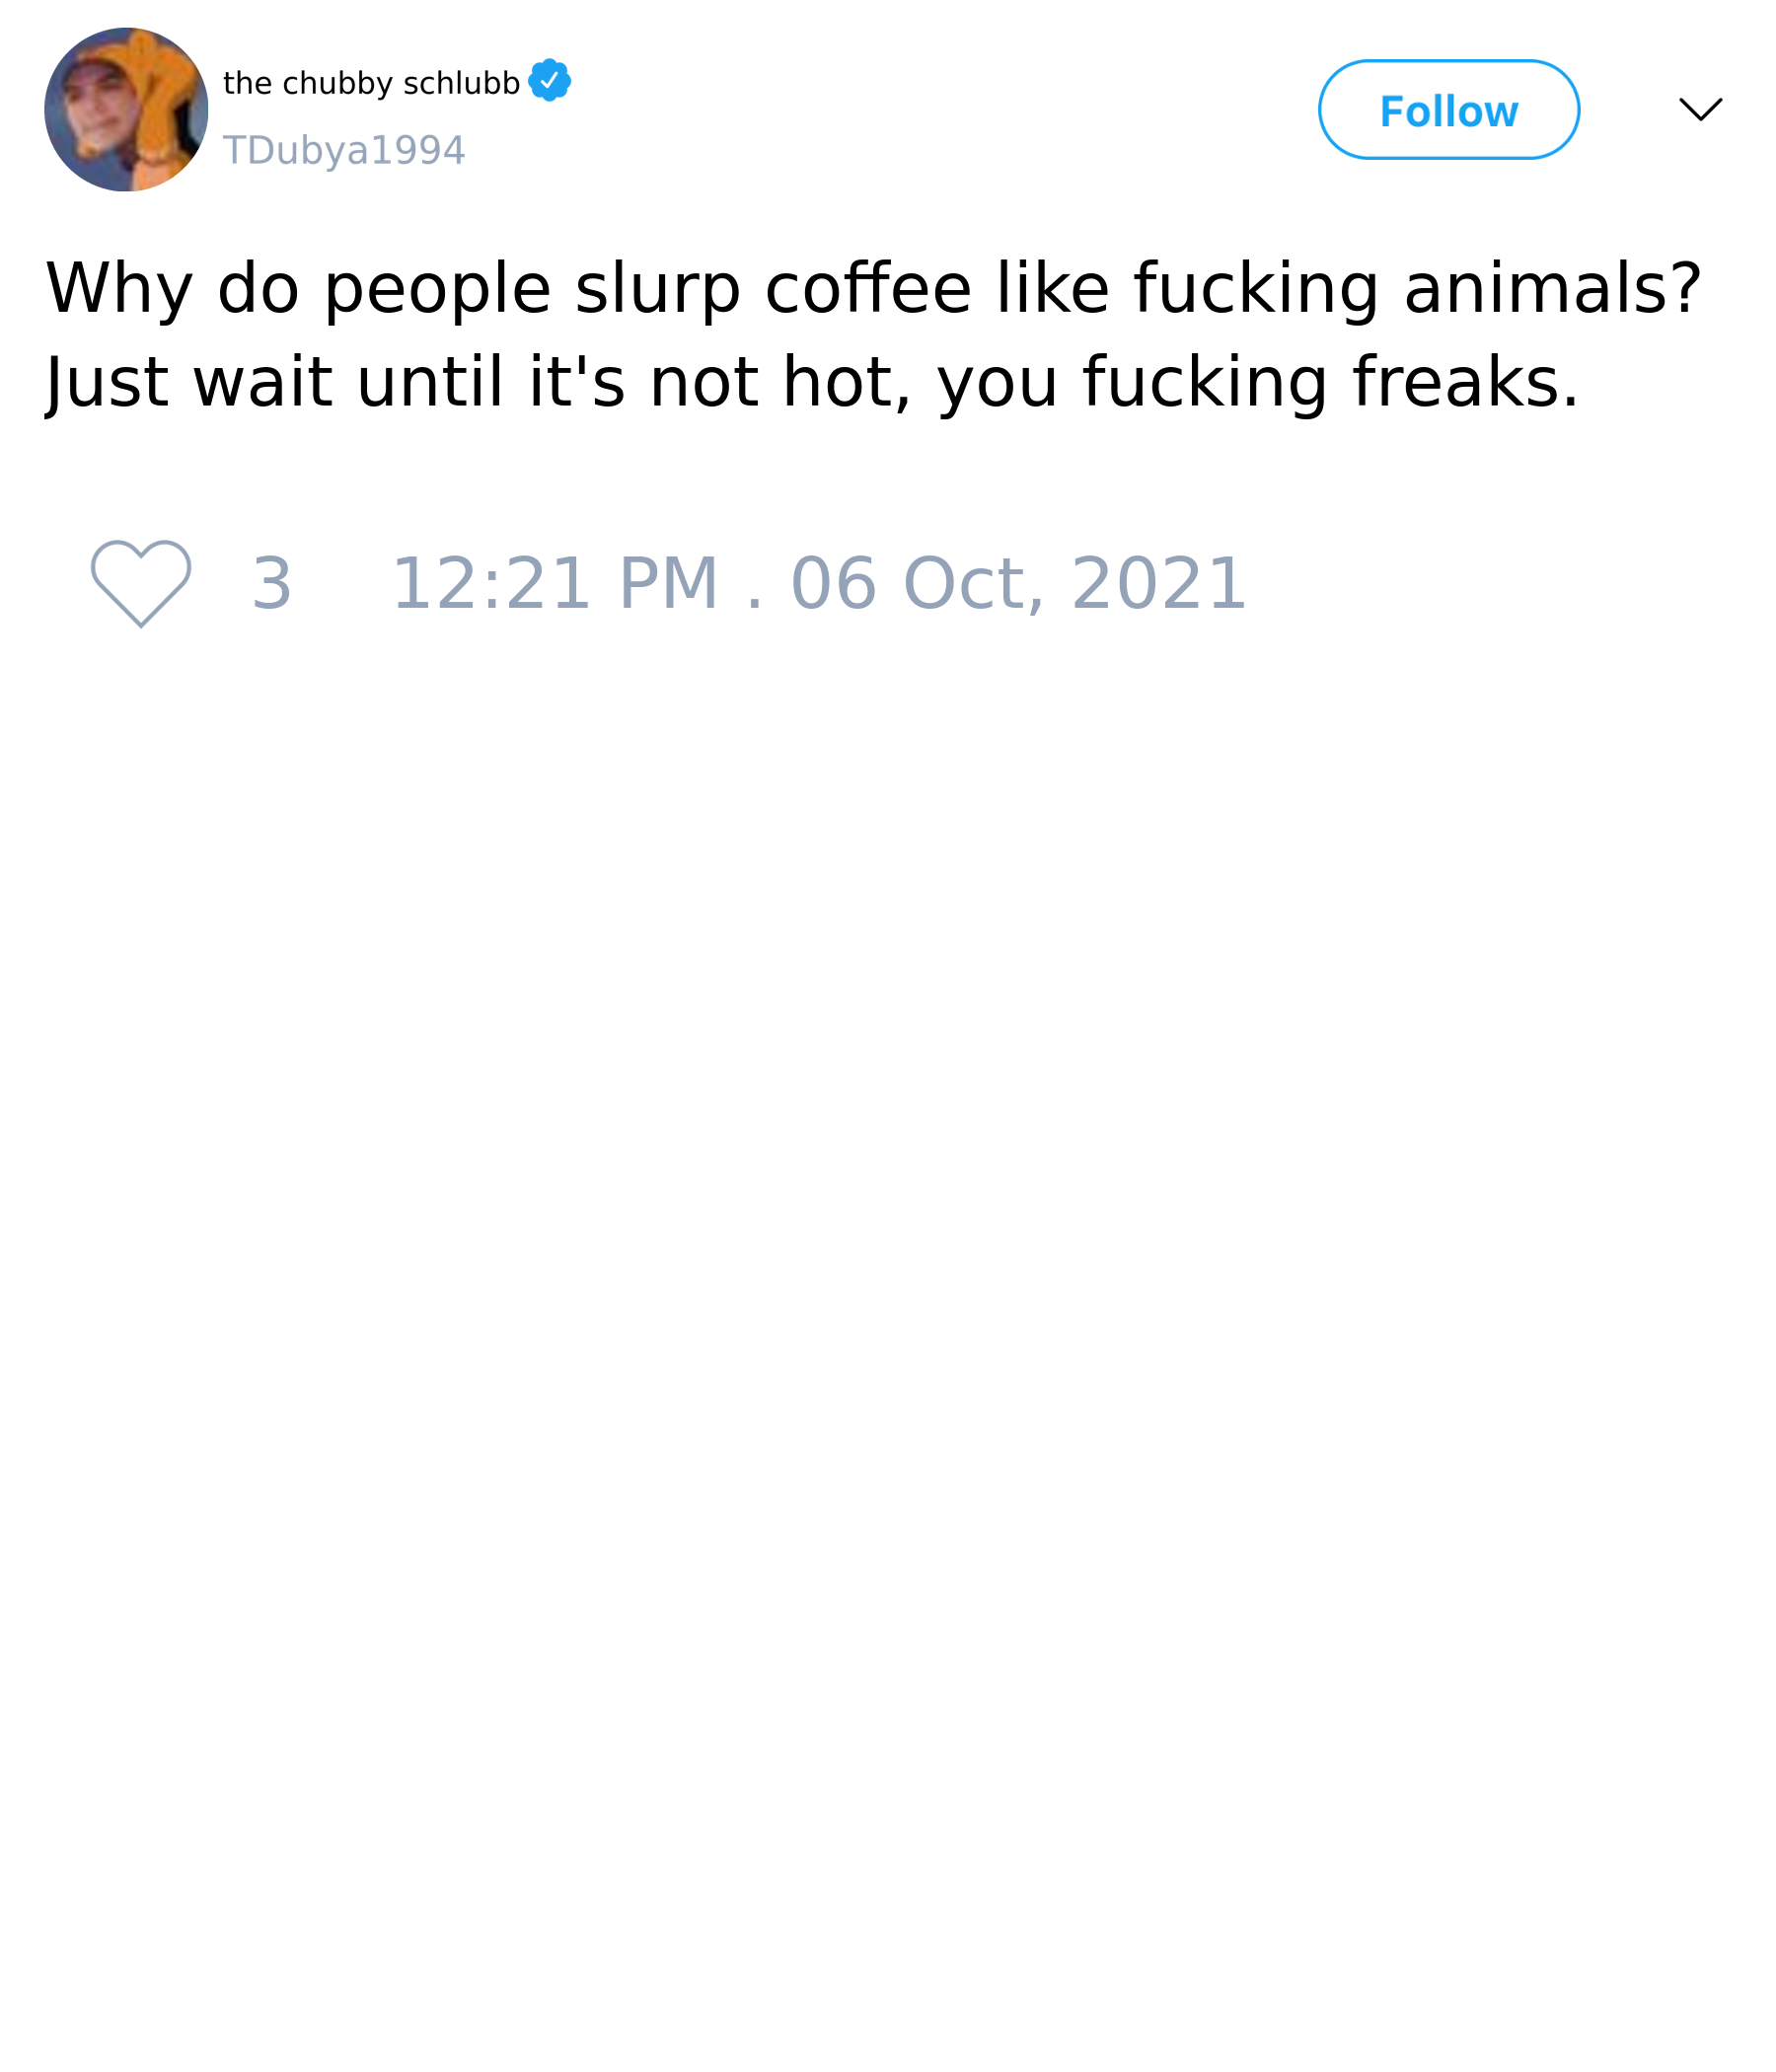 the chubby schlubb
TDubya1994
Follow
Why do people slurp coffee like fucking animals?
Just wait until it's not hot, you fucking freaks.
3 12:21 PM . 06 Oct, 2021